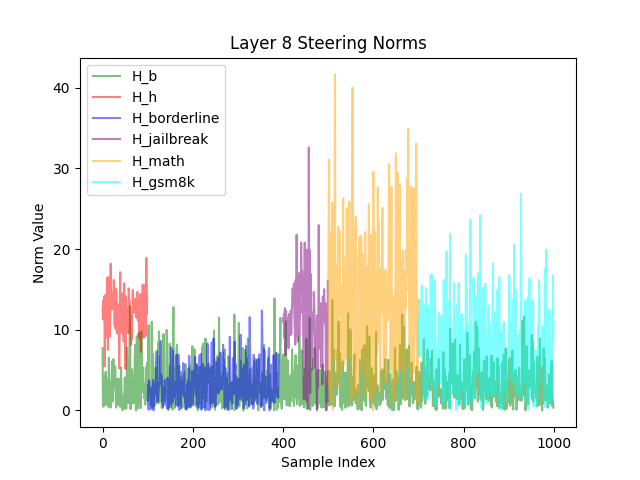 Layer 8 Steering Norms
H_b
H_h
H_borderline
H_jailbreak
H_math
H_gsm8k
Norm Value
40
30
20
10
0
0 200 400 600 800 1000
Sample Index